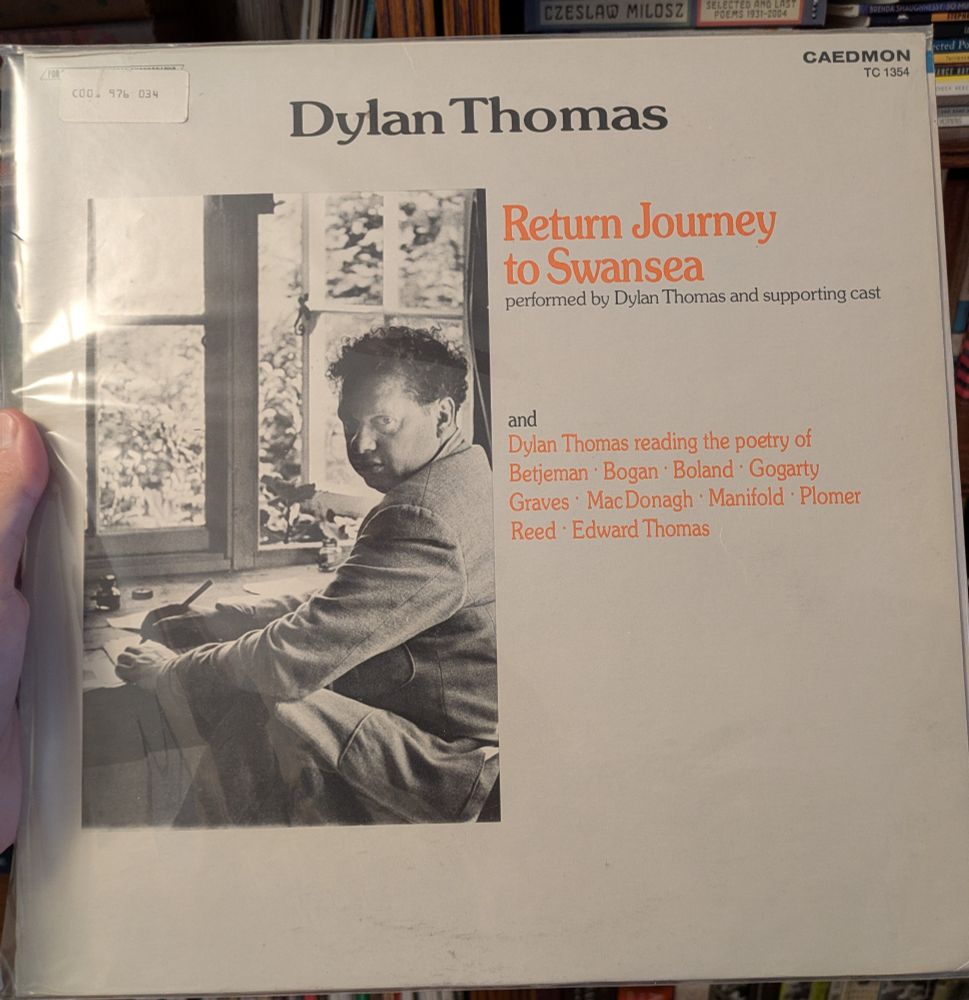 CZESLAW MILOSZ
SELECTED AND LAST
POEMS 1931-2004
BRENDA SHAUGHNESSY
CAEDMON
TC 1354
976 034
Dylan Thomas
Return Journey
to Swansea
performed by Dylan Thomas and supporting cast
and
Dylan Thomas reading the poetry of
Betjeman · Bogan · Boland · Gogarty
Graves · MacDonagh · Manifold · Plomer
Reed · Edward Thomas